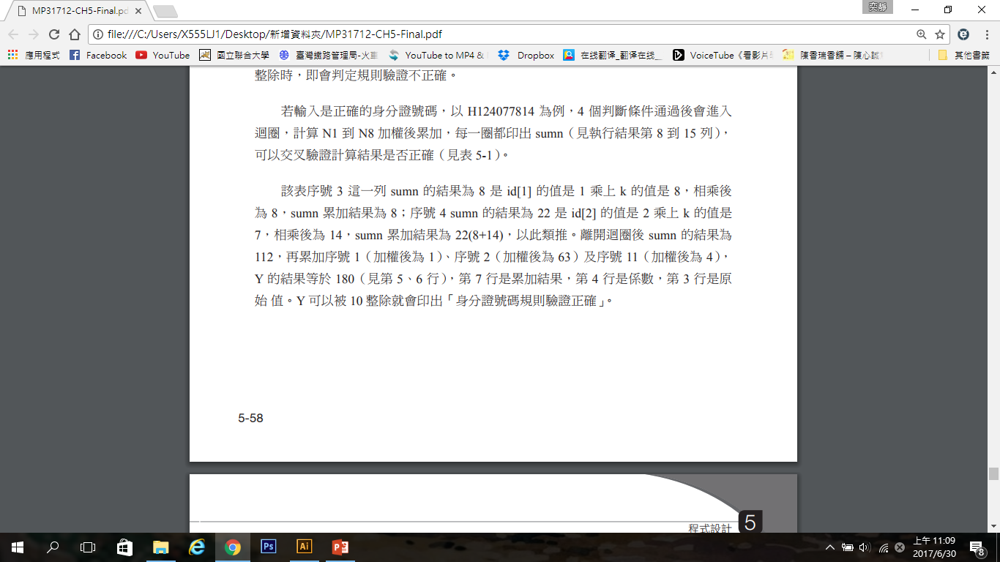 MP31712-CH5-Final.pd
奕靜
file:///C:/Users/X555LJ1/Desktop/新增資料夾/MP31712-CH5-Final.pdf
應用程式 Facebook YouTube 國立聯合大學 臺灣鐵路管理局-火車 YouTube to MP4 & Dropbox 在线翻译_翻译在线_ VoiceTube《看影片 陳香瑞香舖 – 陳心誠 其他書籤
整除時，即會判定規則驗證不正確。
若輸入是正確的身分證號碼，以 H124077814 為例，4 個判斷條件通過後會進入
迴圈，計算 N1 到 N8 加權後累加，每一圈都印出 sumn（見執行結果第 8 到 15 列），
可以交叉驗證計算結果是否正確（見表 5-1）。
該表序號 3 這一列 sumn 的結果為 8 是 id[1] 的值是 1 乘上 k 的值是 8，相乘後
為 8，sumn 累加結果為 8；序號 4 sumn 的結果為 22 是 id[2] 的值是 2 乘上 k 的值是
7，相乘後為 14，sumn 累加結果為 22(8+14)，以此類推。離開迴圈後 sumn 的結果為
112，再累加序號 1（加權後為 1）、序號 2（加權後為 63）及序號 11（加權後為 4），
Y 的結果等於 180（見第 5、6 行），第 7 行是累加結果，第 4 行是係數，第 3 行是原
始 值。Y 可以被 10 整除就會印出「身分證號碼規則驗證正確」。
5-58
程式設計 5
Ps Ai
上午 11:09
2017/6/30
8